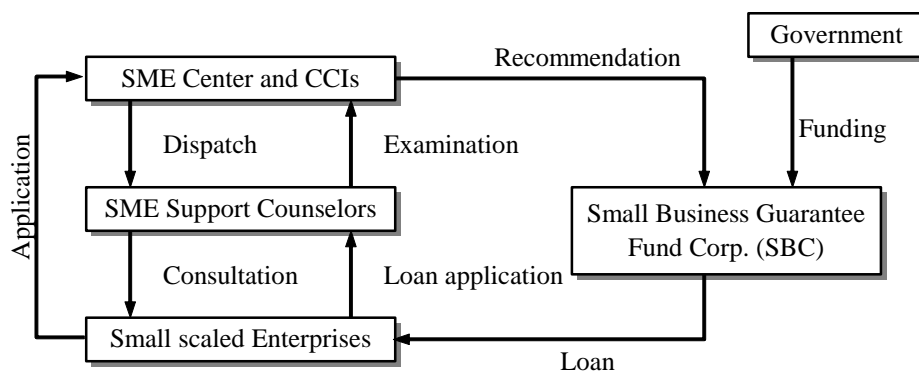 Government
Recommendation
SME Center and CCIs
Funding
Dispatch
Examination
Application
SME Support Counselors
Small Business Guarantee
Fund Corp. (SBC)
Consultation
Loan application
Small scaled Enterprises
Loan